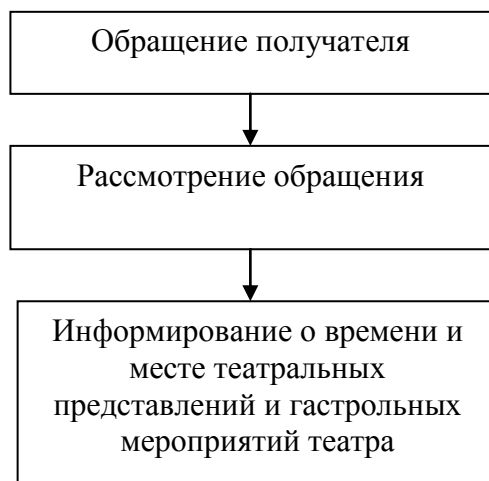 Обращение получателя
Рассмотрение обращения
Информирование о времени и
месте театральных
представлений и гастрольных
мероприятий театра